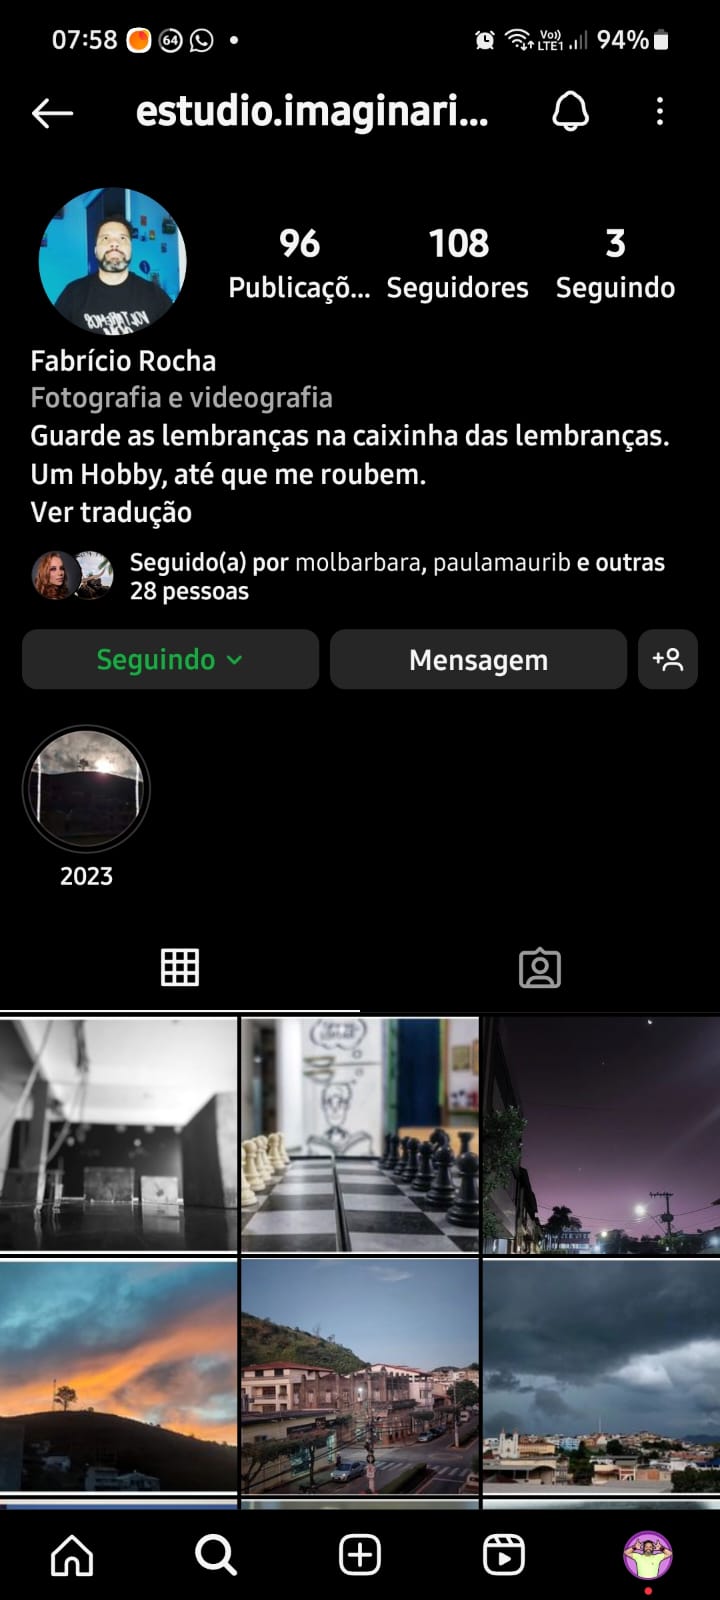 07:58 64 Vo)) LTE1 94%
estudio.imaginari...
96 108 3
Publicaçõ... Seguidores Seguindo
Fabrício Rocha
Fotografia e videografia
Guarde as lembranças na caixinha das lembranças.
Um Hobby, até que me roubem.
Ver tradução
Seguido(a) por molbarbara, paulamaurib e outras
28 pessoas
Seguindo Mensagem
2023